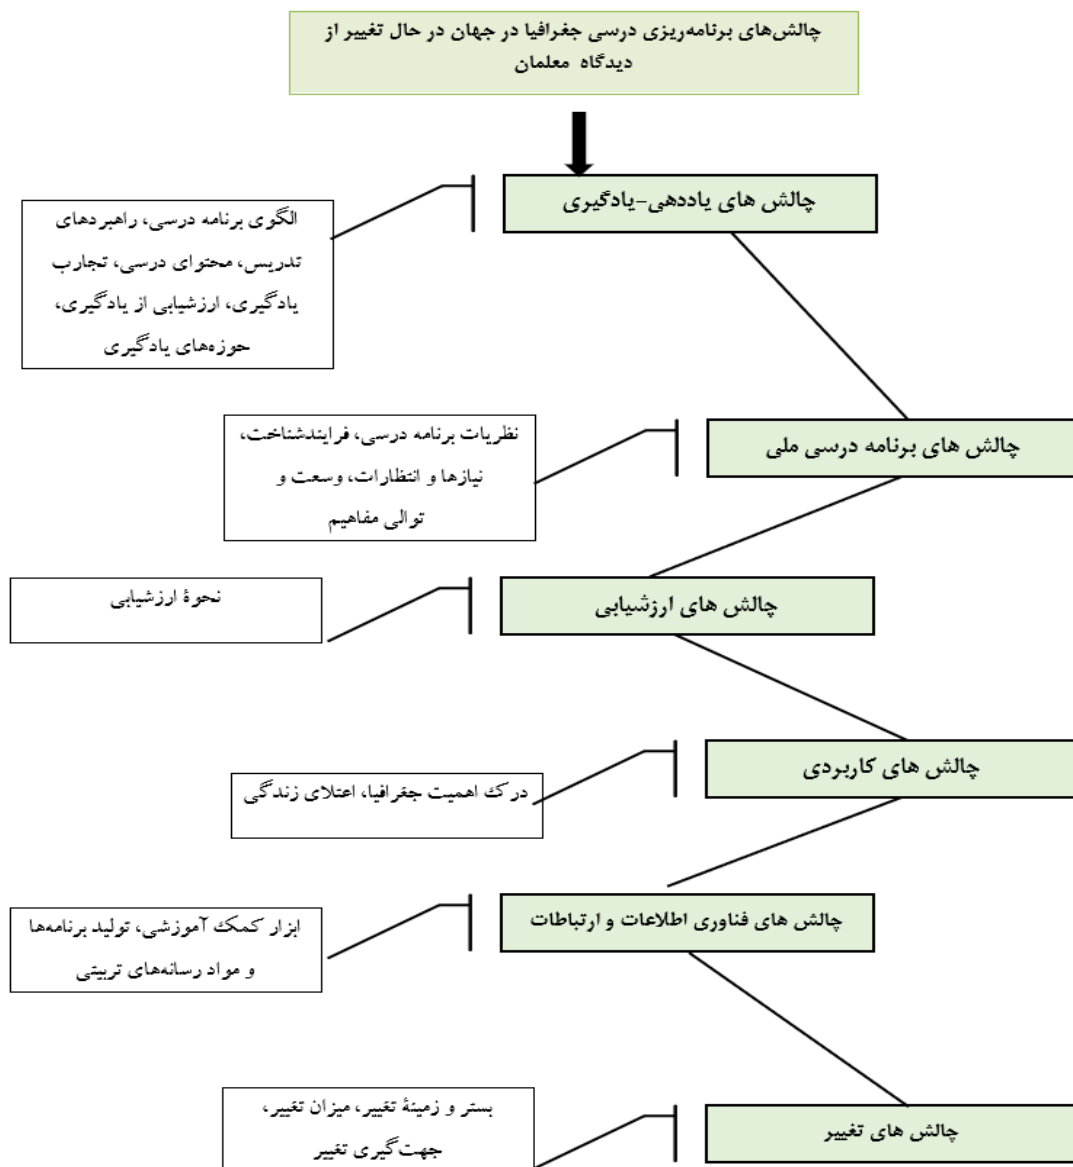 چالش‌های برنامه‌ریزی درسی جغرافیا در جهان در حال تغییر از
دیدگاه معلمان
چالش های یاددهی-یادگیری
الگوی برنامه درسی، راهبردهای
تدریس، محتوای درسی، تجارب
یادگیری، ارزشیابی از یادگیری،
حوزه‌های یادگیری
چالش های برنامه درسی ملی
نظریات برنامه درسی، فرایندشناخت،
نیازها و انتظارات، وسعت و
توالی مفاهیم
چالش های ارزشیابی
نحوۀ ارزشیابی
چالش های کاربردی
درک اهمیت جغرافیا، اعتلای زندگی
چالش های فناوری اطلاعات و ارتباطات
ابزار کمک آموزشی، تولید برنامه‌ها
و مواد رسانه‌های تربیتی
چالش های تغییر
بستر و زمینۀ تغییر، میزان تغییر،
جهت‌گیری تغییر